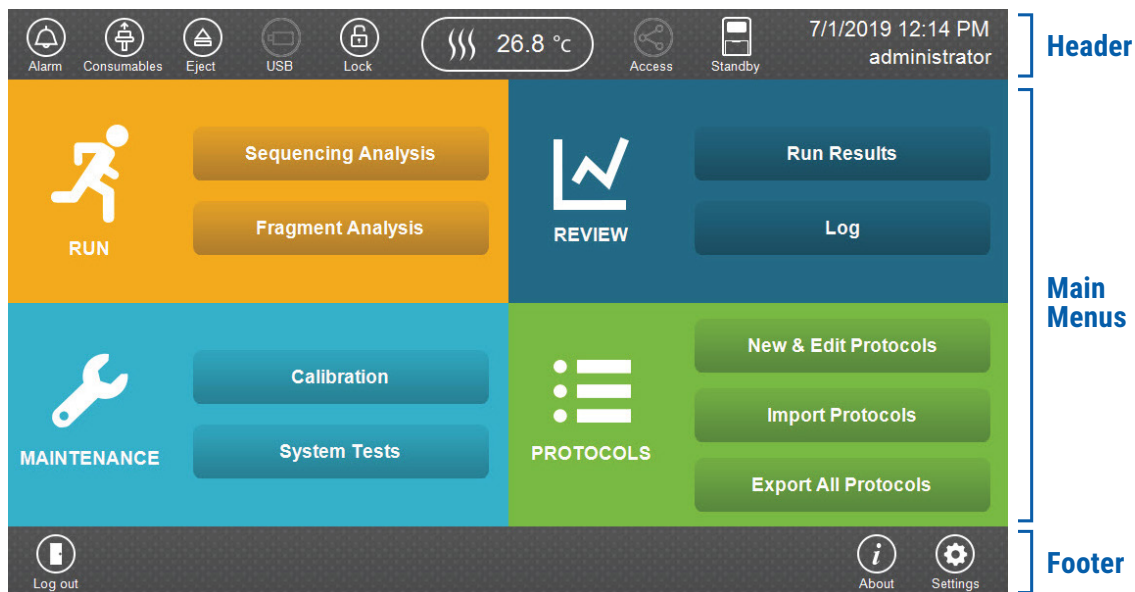 Alarm
Consumables
Eject
USB
Lock
26.8 °C
Access
Standby
7/1/2019 12:14 PM
administrator
Header
RUN
Sequencing Analysis
Fragment Analysis
REVIEW
Run Results
Log
Main
Menus
MAINTENANCE
Calibration
System Tests
PROTOCOLS
New & Edit Protocols
Import Protocols
Export All Protocols
Log out
i
About
Settings
Footer